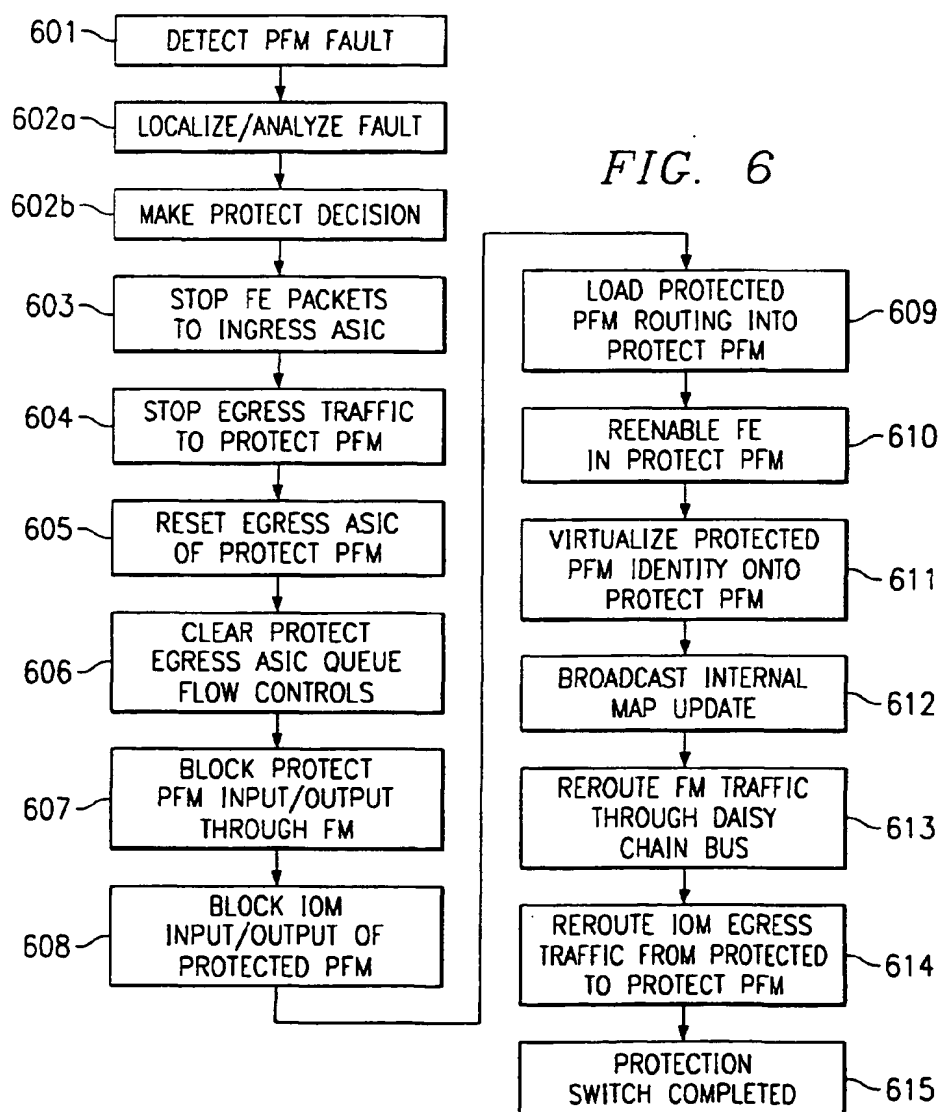 601
DETECT PFM FAULT
602a
LOCALIZE/ANALYZE FAULT
602b
MAKE PROTECT DECISION
603
STOP FE PACKETS
TO INGRESS ASIC
604
STOP EGRESS TRAFFIC
TO PROTECT PFM
605
RESET EGRESS ASIC
OF PROTECT PFM
606
CLEAR PROTECT
EGRESS ASIC QUEUE
FLOW CONTROLS
607
BLOCK PROTECT
PFM INPUT/OUTPUT
THROUGH FM
608
BLOCK IOM
INPUT/OUTPUT OF
PROTECTED PFM
FIG. 6
LOAD PROTECTED
PFM ROUTING INTO
PROTECT PFM
609
REENABLE FE
IN PROTECT PFM
610
VIRTUALIZE PROTECTED
PFM IDENTITY ONTO
PROTECT PFM
611
BROADCAST INTERNAL
MAP UPDATE
612
REROUTE FM TRAFFIC
THROUGH DAISY
CHAIN BUS
613
REROUTE IOM EGRESS
TRAFFIC FROM PROTECTED
TO PROTECT PFM
614
PROTECTION
SWITCH COMPLETED
615